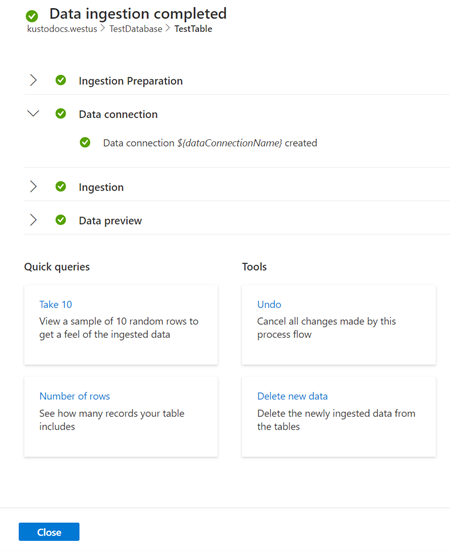 Data ingestion completed
kustodocs.westus > TestDatabase > TestTable
Ingestion Preparation
Data connection
Data connection ${dataConnectionName} created
Ingestion
Data preview
Quick queries
Take 10
View a sample of 10 random rows to
get a feel of the ingested data
Number of rows
See how many records your table
includes
Tools
Undo
Cancel all changes made by this
process flow
Delete new data
Delete the newly ingested data from
the tables
Close